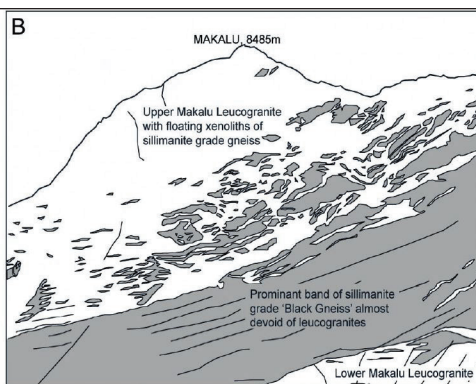 B
MAKALU, 8485m
Upper Makalu Leucogranite
with floating xenoliths of
sillimanite grade gneiss
Prominant band of sillimanite
grade 'Black Gneiss' almost
devoid of leucogranites
Lower Makalu Leucogranite